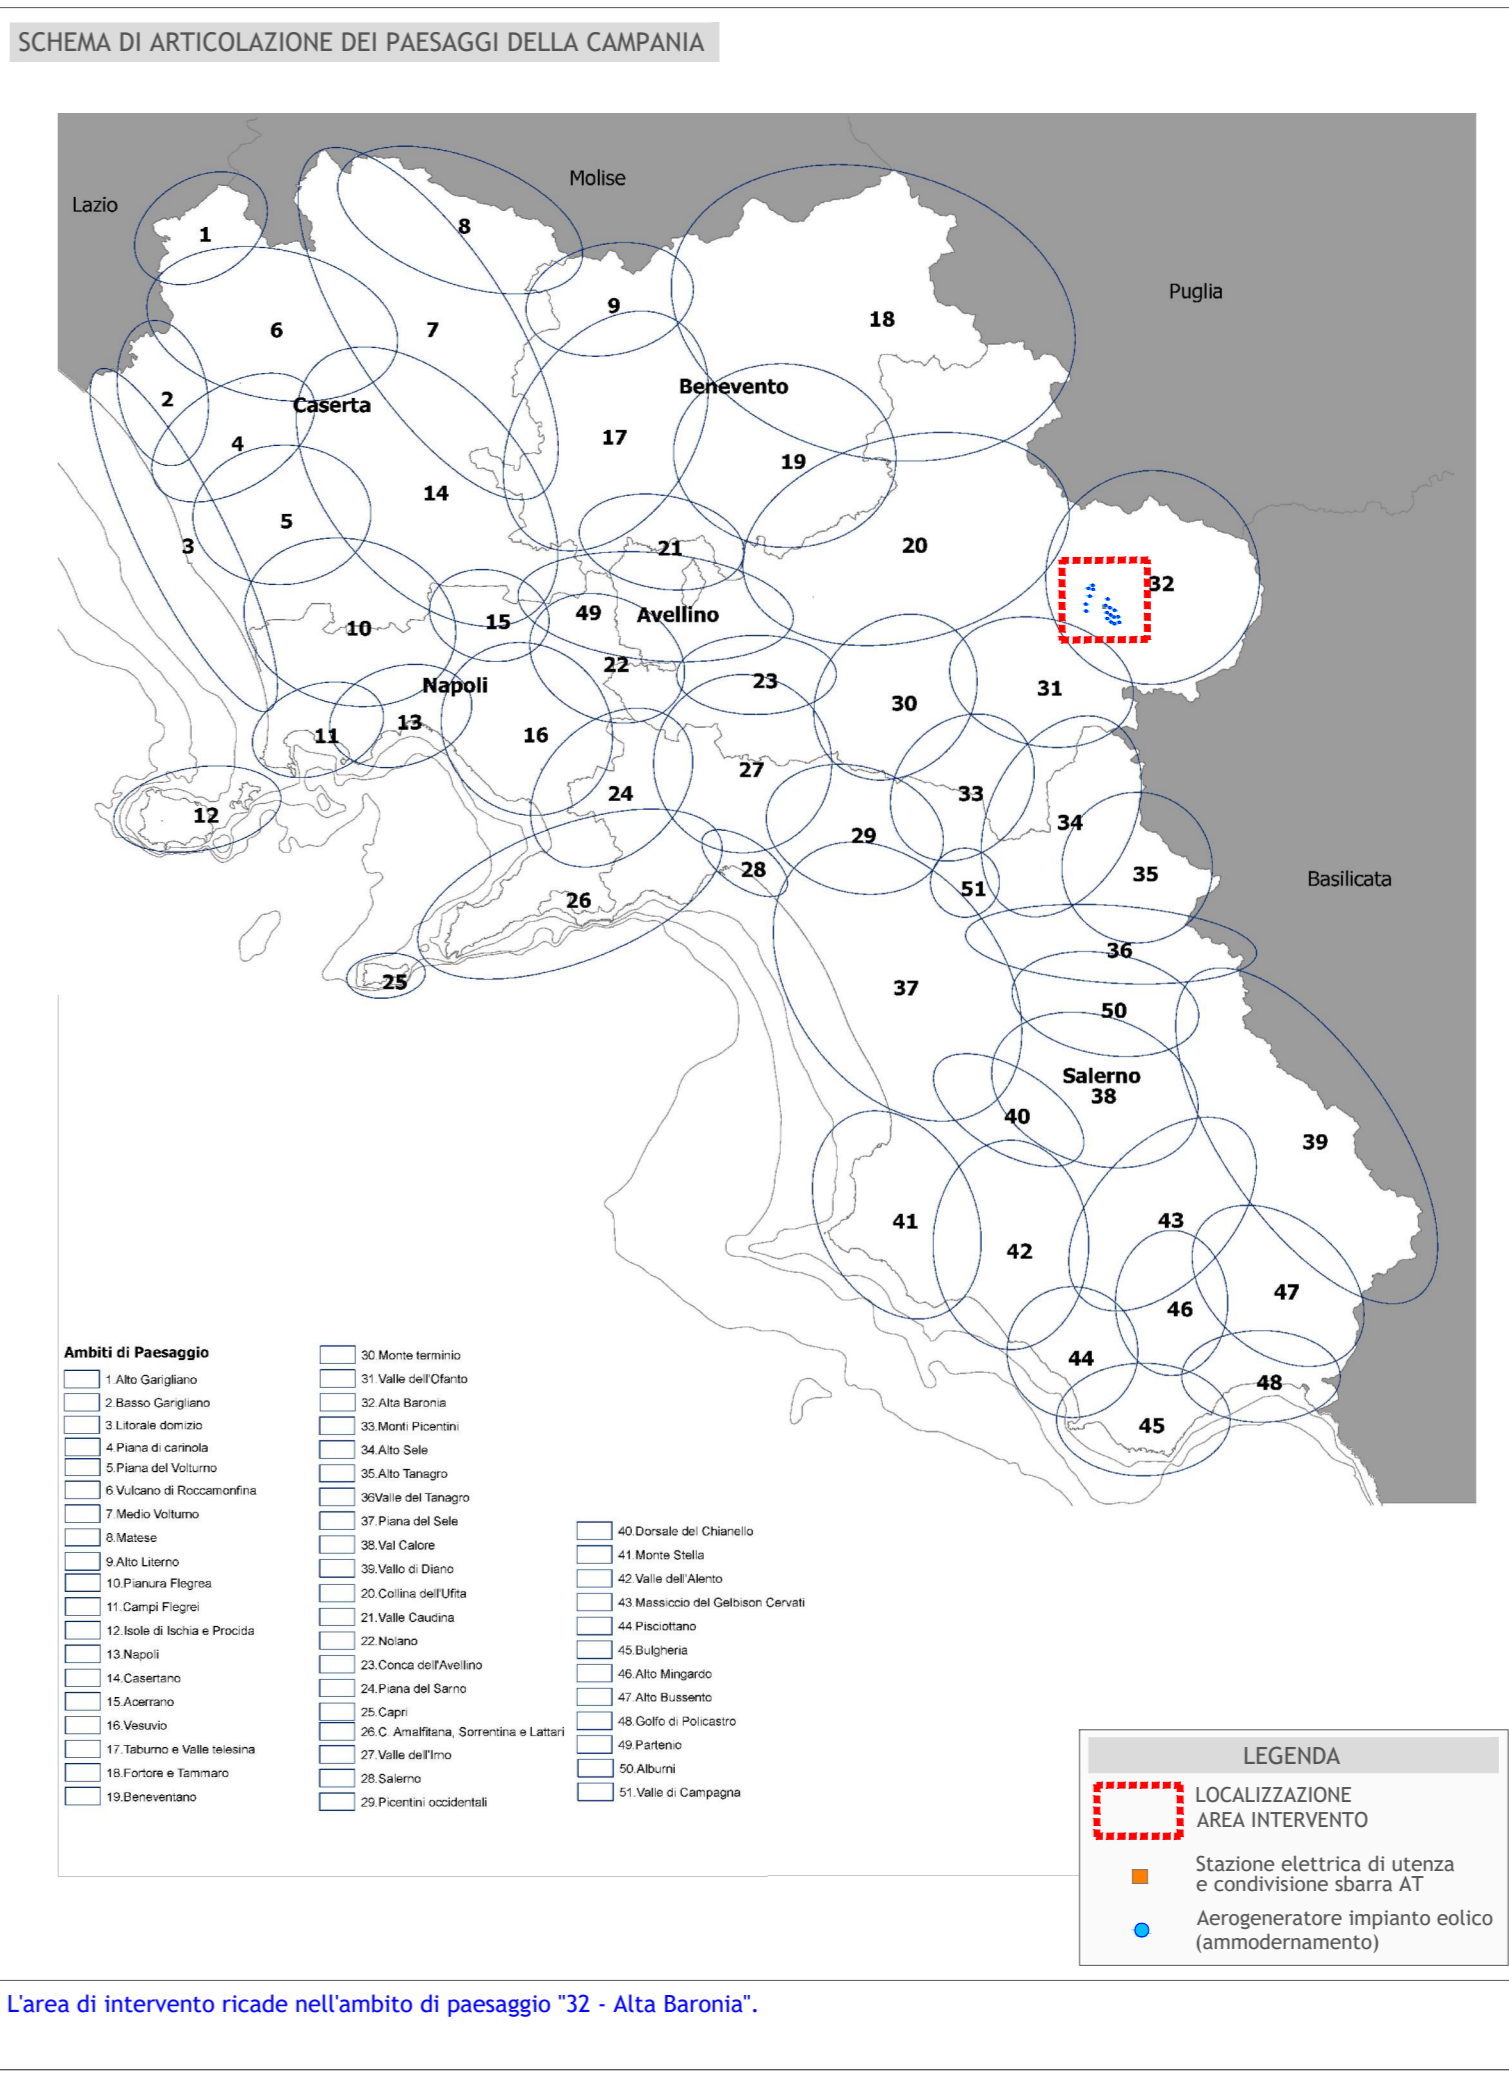 SCHEMA DI ARTICOLAZIONE DEI PAESAGGI DELLA CAMPANIA
Lazio
Molise
Puglia
Basilicata
1
8
9
18
6
7
2
Caserta
Benevento
4
17
19
14
5
3
21
20
32
10
15
49
Avellino
22
Napoli
23
31
30
11
13
16
27
12
24
33
29
34
28
51
35
26
36
25
37
50
Salerno
38
40
39
41
43
42
47
46
44
48
45
Ambiti di Paesaggio
1.Alto Garigliano
2.Basso Garigliano
3.Litorale domizio
4.Piana di carinola
5.Piana del Volturno
6.Vulcano di Roccamonfina
7.Medio Volturno
8.Matese
9.Alto Literno
10.Pianura Flegrea
11.Campi Flegrei
12.Isole di Ischia e Procida
13.Napoli
14.Casertano
15.Acerrano
16.Vesuvio
17.Taburno e Valle telesina
18.Fortore e Tammaro
19.Beneventano
30.Monte terminio
31.Valle dell'Ofanto
32.Alta Baronia
33.Monti Picentini
34.Alto Sele
35.Alto Tanagro
36Valle del Tanagro
37.Piana del Sele
38.Val Calore
39.Vallo di Diano
20.Collina dell'Ufita
21.Valle Caudina
22.Nolano
23.Conca dell'Avellino
24.Piana del Sarno
25.Capri
26.C. Amalfitana, Sorrentina e Lattari
27.Valle dell'Irno
28.Salerno
29.Picentini occidentali
40.Dorsale del Chianello
41.Monte Stella
42.Valle dell'Alento
43.Massiccio del Gelbison Cervati
44.Pisciottano
45.Bulgheria
46.Alto Mingardo
47.Alto Bussento
48.Golfo di Policastro
49.Partenio
50.Alburni
51.Valle di Campagna
LEGENDA
LOCALIZZAZIONE
AREA INTERVENTO
Stazione elettrica di utenza
e condivisione sbarra AT
Aerogeneratore impianto eolico
(ammodernamento)
L'area di intervento ricade nell'ambito di paesaggio "32 - Alta Baronia".